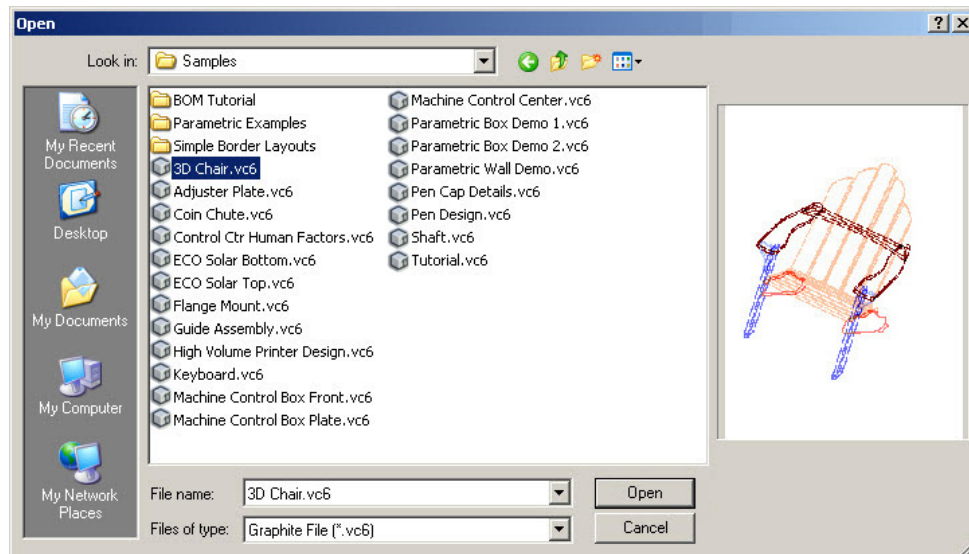 Open
Look in:
Samples
My Recent
Documents
Desktop
My Documents
My Computer
My Network
Places
BOM Tutorial
Parametric Examples
Simple Border Layouts
3D Chair.vc6
Adjuster Plate.vc6
Coin Chute.vc6
Control Ctr Human Factors.vc6
ECO Solar Bottom.vc6
ECO Solar Top.vc6
Flange Mount.vc6
Guide Assembly.vc6
High Volume Printer Design.vc6
Keyboard.vc6
Machine Control Box Front.vc6
Machine Control Box Plate.vc6
Machine Control Center.vc6
Parametric Box Demo 1.vc6
Parametric Box Demo 2.vc6
Parametric Wall Demo.vc6
Pen Cap Details.vc6
Pen Design.vc6
Shaft.vc6
Tutorial.vc6
File name:
3D Chair.vc6
Open
Files of type:
Graphite File (*.vc6)
Cancel